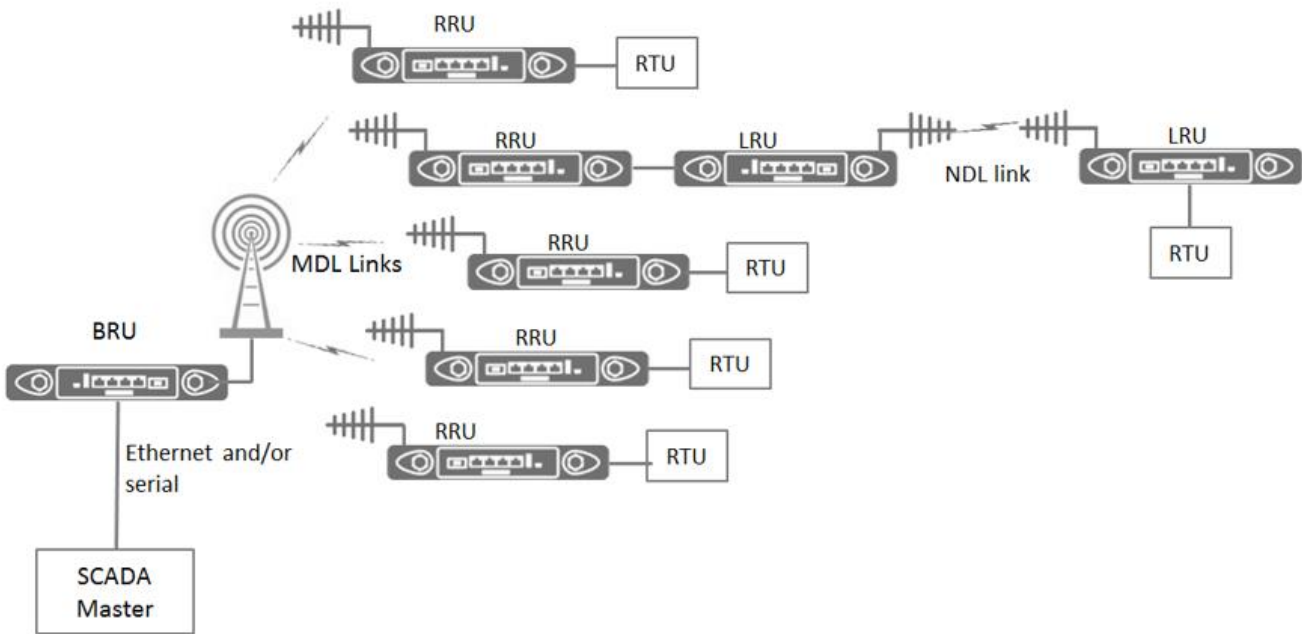 RRU
RTU
RRU
LRU
LRU
NDL link
RTU
RRU
MDL Links
RTU
BRU
RRU
RTU
RRU
Ethernet and/or
serial
RTU
SCADA
Master